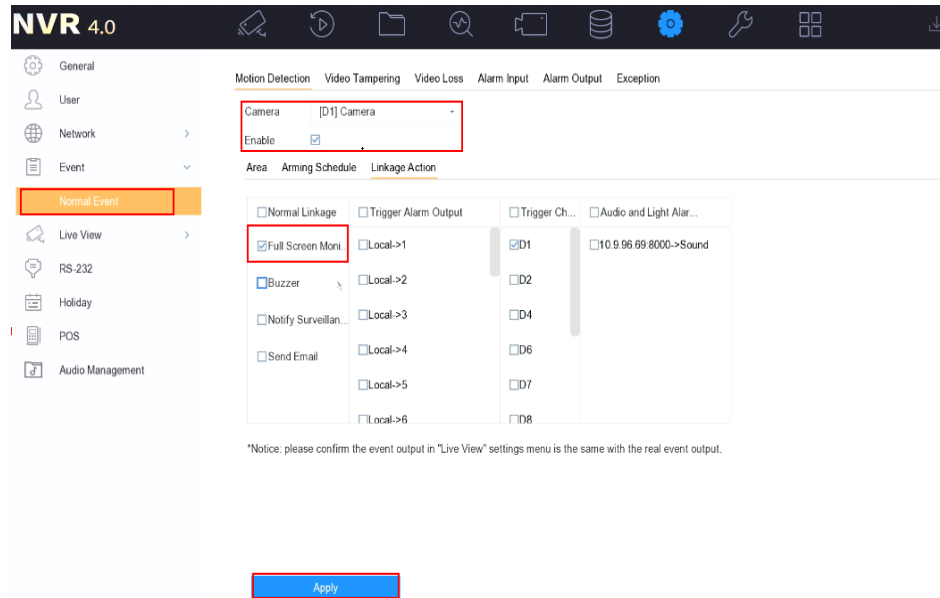 NVR 4.0
General
User
Network
Event
Normal Event
Live View
RS-232
Holiday
POS
Audio Management
Motion Detection Video Tampering Video Loss Alarm Input Alarm Output Exception
Camera [D1] Camera
Enable
Area Arming Schedule Linkage Action
Normal Linkage Trigger Alarm Output Trigger Ch... Audio and Light Alar...
Full Screen Moni... Local->1 D1 10.9.96.69:8000->Sound
Buzzer Local->2 D2
Notify Surveillan... Local->3 D4
Send Email Local->4 D6
Local->5 D7
Local->6 D8
*Notice: please confirm the event output in "Live View" settings menu is the same with the real event output.
Apply